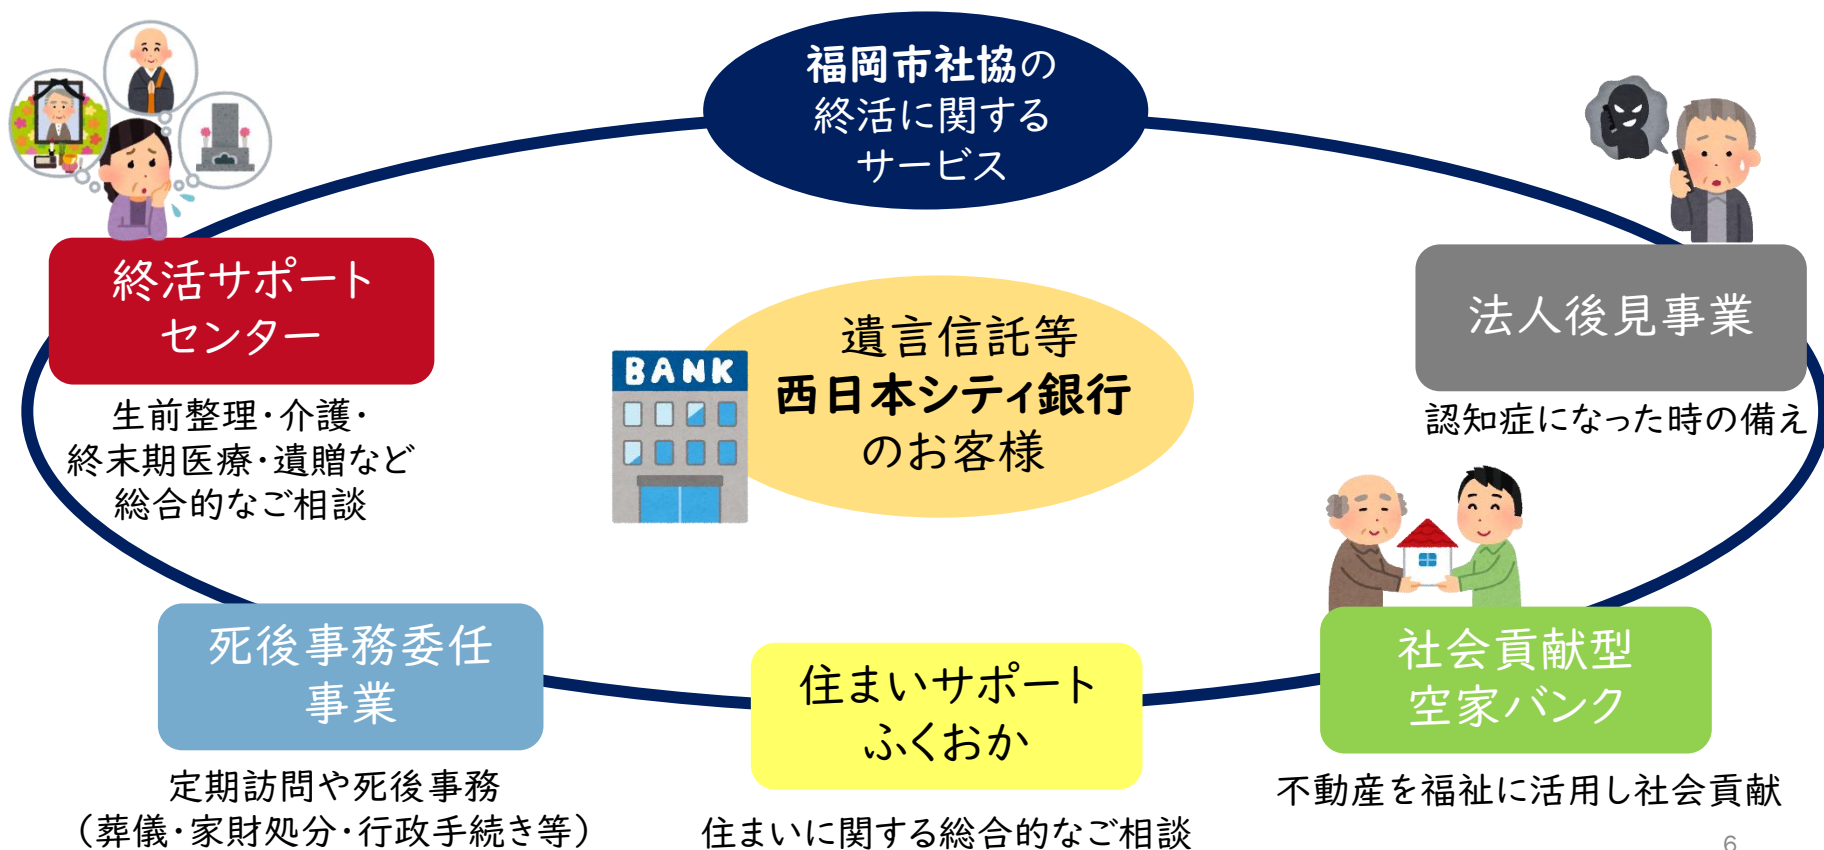 福岡市社協の
終活に関する
サービス
終活サポート
センター
生前整理・介護・
終末期医療・遺贈など
総合的なご相談
BANK
遺言信託等
西日本シティ銀行
のお客様
法人後見事業
認知症になった時の備え
死後事務委任
事業
定期訪問や死後事務
（葬儀・家財処分・行政手続き等）
住まいサポート
ふくおか
住まいに関する総合的なご相談
社会貢献型
空家バンク
不動産を福祉に活用し社会貢献
6